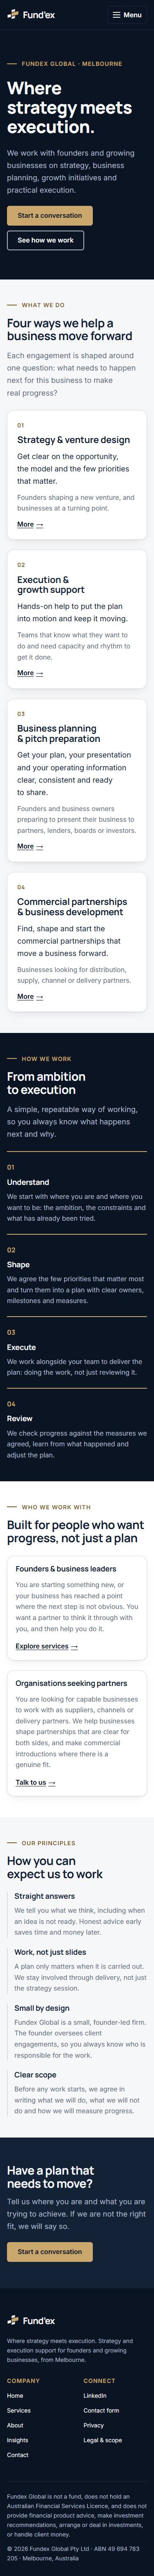 Fund'ex
Menu
FUNDEX GLOBAL · MELBOURNE
Where
strategy meets
execution.
We work with founders and growing
businesses on strategy, business
planning, growth initiatives and
practical execution.
Start a conversation
See how we work
WHAT WE DO
Four ways we help a
business move forward
Each engagement is shaped around
one question: what needs to happen
next for this business to make
real progress?
01
Strategy & venture design
Get clear on the opportunity,
the model and the few priorities
that matter.
Founders shaping a new venture, and
businesses at a turning point.
More →
02
Execution &
growth support
Hands-on help to put the plan
into motion and keep it moving.
Teams that know what they want to
do and need capacity and rhythm to
get it done.
More →
03
Business planning
& pitch preparation
Get your plan, your presentation
and your operating information
clear, consistent and ready
to share.
Founders and business owners
preparing to present their business to
partners, lenders, boards or investors.
More →
04
Commercial partnerships
& business development
Find, shape and start the
commercial partnerships that
move a business forward.
Businesses looking for distribution,
supply, channel or delivery partners.
More →
HOW WE WORK
From ambition
to execution
A simple, repeatable way of working,
so you always know what happens
next and why.
01
Understand
We start with where you are and where you
want to be: the ambition, the constraints and
what has already been tried.
02
Shape
We agree the few priorities that matter most
and turn them into a plan with clear owners,
milestones and measures.
03
Execute
We work alongside your team to deliver the
plan: doing the work, not just reviewing it.
04
Review
We check progress against the measures we
agreed, learn from what happened and
adjust the plan.
WHO WE WORK WITH
Built for people who want
progress, not just a plan
Founders & business leaders
You are starting something new, or
your business has reached a point
where the next step is not obvious. You
want a partner to think it through with
you, and then help you do it.
Explore services →
Organisations seeking partners
You are looking for capable businesses
to work with as suppliers, channels or
delivery partners. We help businesses
shape partnerships that are clear for
both sides, and make commercial
introductions where there is a
genuine fit.
Talk to us →
OUR PRINCIPLES
How you can
expect us to work
Straight answers
We tell you what we think, including when
an idea is not ready. Honest advice early
saves time and money later.
Work, not just slides
A plan only matters when it is carried out.
We stay involved through delivery, not just
the strategy session.
Small by design
Fundex Global is a small, founder-led firm.
The founder oversees client
engagements, so you always know who is
responsible for the work.
Clear scope
Before any work starts, we agree in
writing what we will do, what we will not
do and how we will measure progress.
Have a plan that
needs to move?
Tell us where you are and what you are
trying to achieve. If we are not the right
fit, we will say so.
Start a conversation
Fund'ex
Where strategy meets execution. Strategy and
execution support for founders and growing
businesses, from Melbourne.
COMPANY
Home
Services
About
Insights
Contact
CONNECT
LinkedIn
Contact form
Privacy
Legal & scope
Fundex Global is not a fund, does not hold an
Australian Financial Services Licence, and does not
provide financial product advice, make investment
recommendations, arrange or deal in investments,
or handle client money.
© 2026 Fundex Global Pty Ltd · ABN 49 694 763
205 · Melbourne, Australia